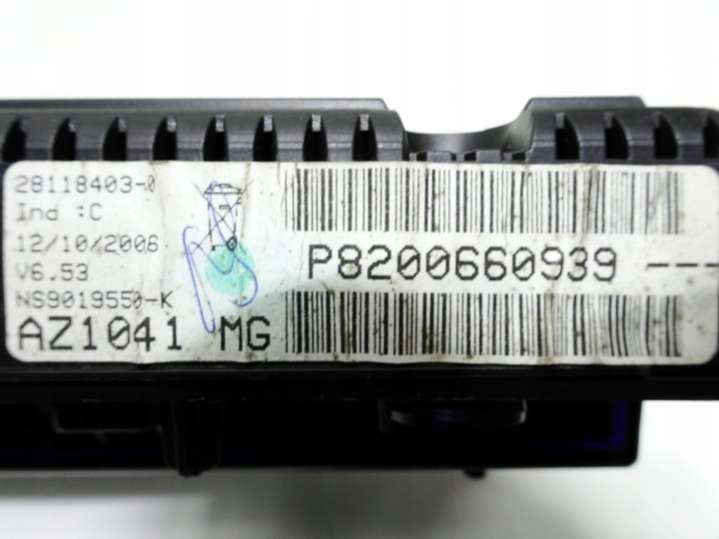 28118403-0
Ind :C
12/10/2006
V6.53
NS9019550-K
AZ1041 MG
P8200660939 ---